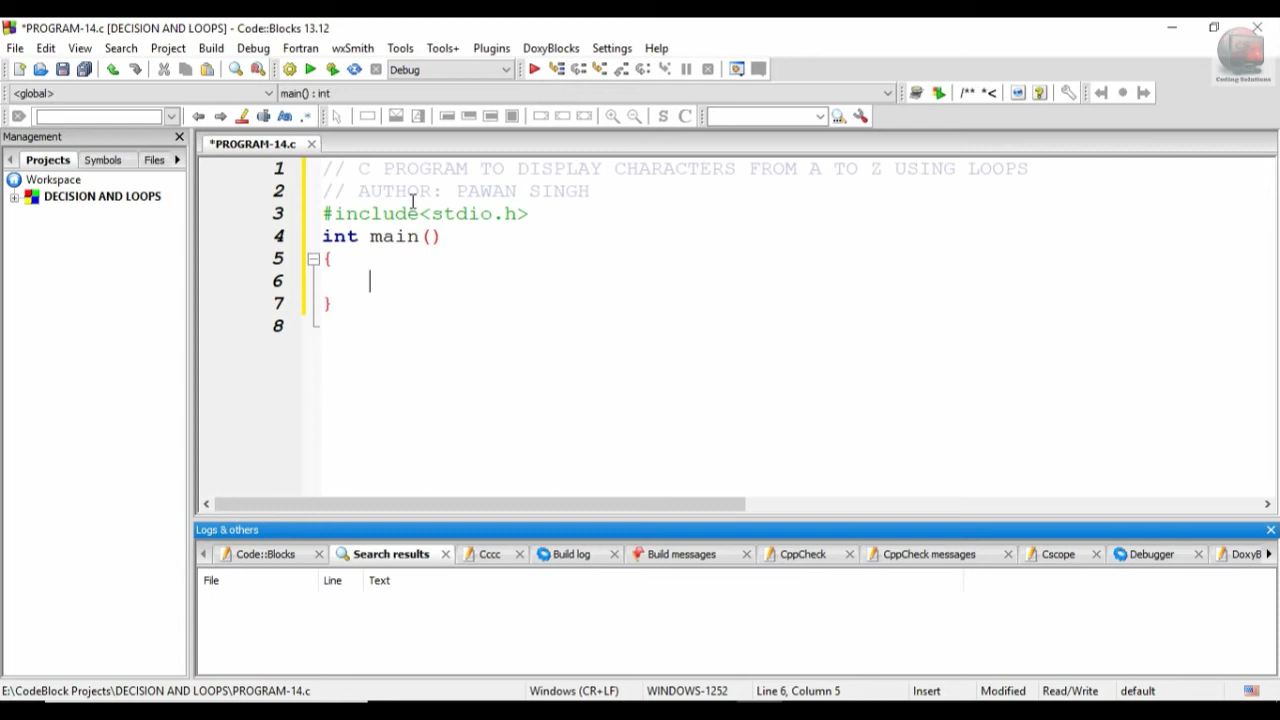 *PROGRAM-14.c [DECISION AND LOOPS] - Code::Blocks 13.12
File Edit View Search Project Build Debug Fortran wxSmith Tools Tools+ Plugins DoxyBlocks Settings Help
Debug
Coding Solutions
<global> main() : int
/** *<
Aa .* S C
Management
Projects Symbols Files
Workspace
DECISION AND LOOPS
*PROGRAM-14.c
1 // C PROGRAM TO DISPLAY CHARACTERS FROM A TO Z USING LOOPS
2 // AUTHOR: PAWAN SINGH
3 #include<stdio.h>
4 int main()
5 {
6
7 }
8
Logs & others
Code::Blocks Search results Cccc Build log Build messages CppCheck CppCheck messages Cscope Debugger DoxyB
File Line Text
E:\CodeBlock Projects\DECISION AND LOOPS\PROGRAM-14.c Windows (CR+LF) WINDOWS-1252 Line 6, Column 5 Insert Modified Read/Write default